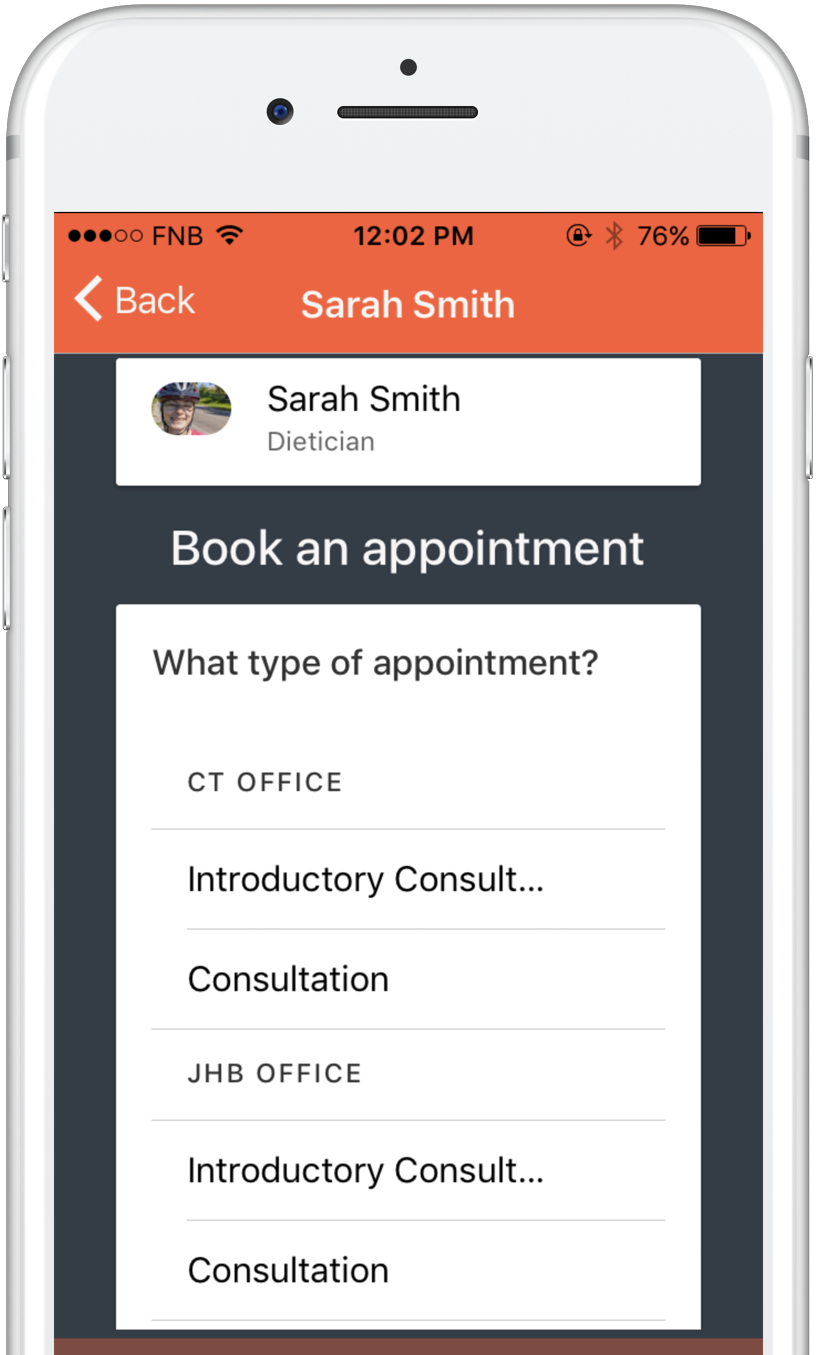 FNB 12:02 PM 76%
Back Sarah Smith
Sarah Smith
Dietician
Book an appointment
What type of appointment?
CT OFFICE
Introductory Consult...
Consultation
JHB OFFICE
Introductory Consult...
Consultation